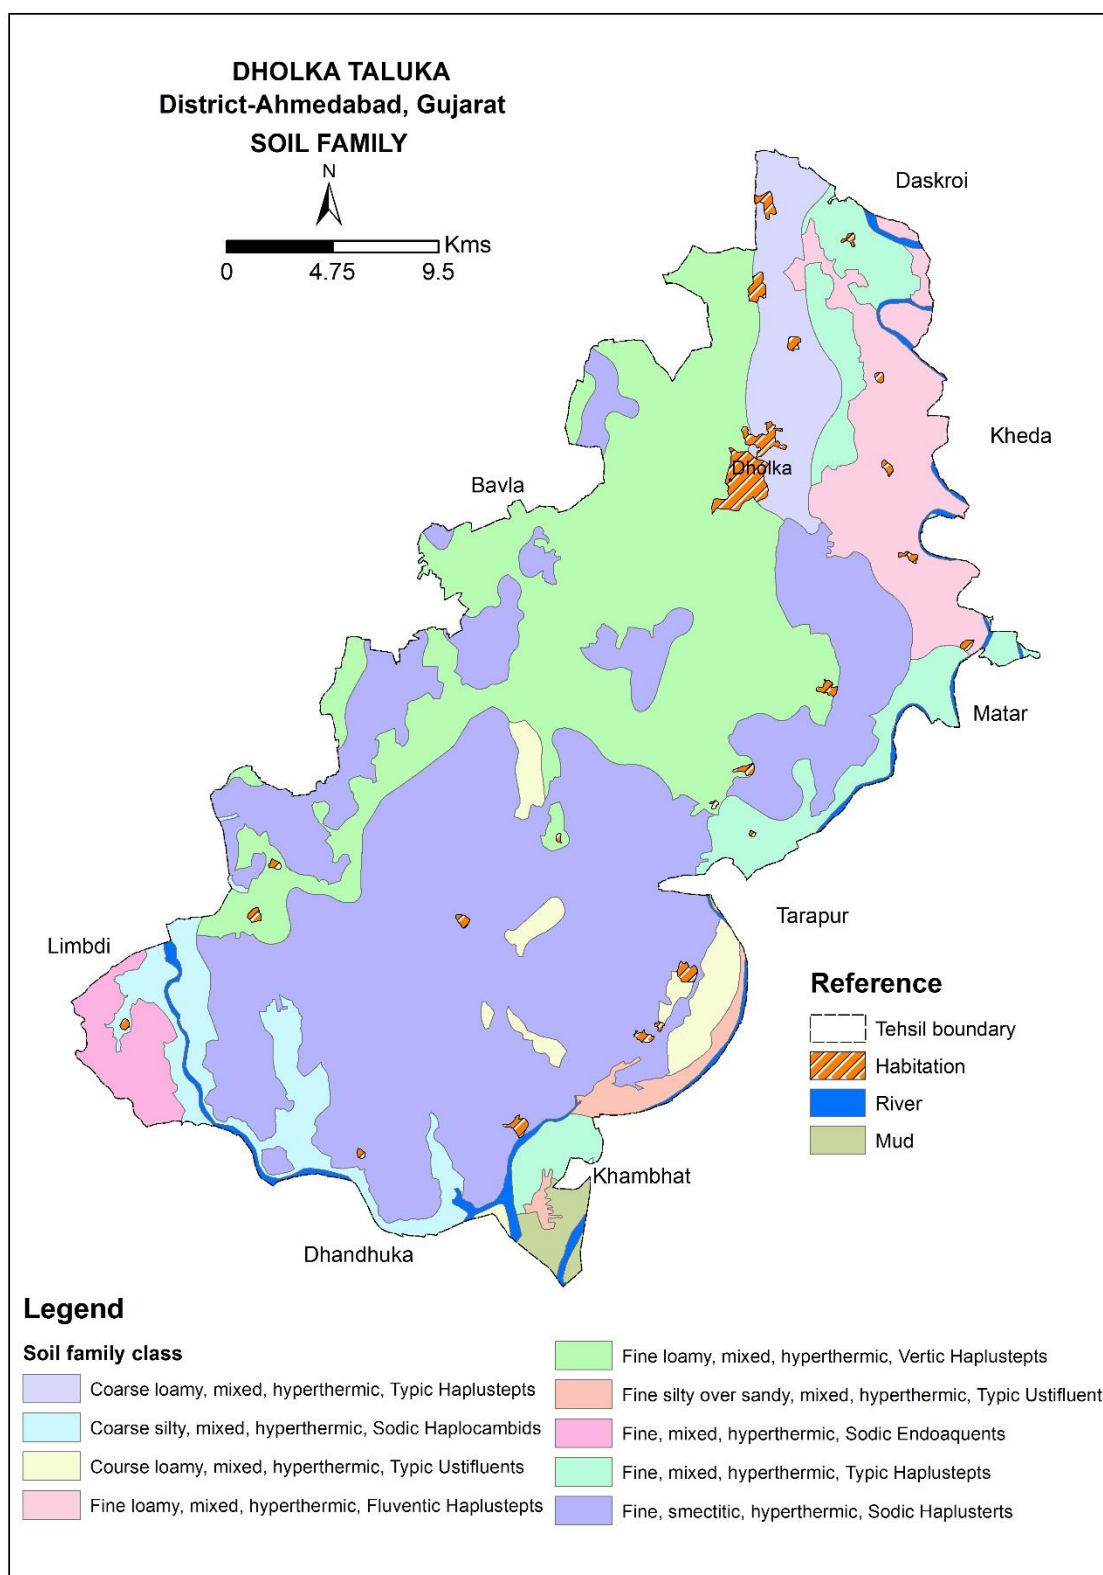 DHOLKA TALUKA
District-Ahmedabad, Gujarat
SOIL FAMILY
N
Kms
0 4.75 9.5
Daskroi
Kheda
Dholka
Bavla
Matar
Tarapur
Limbdi
Khambhat
Dhandhuka
Reference
Tehsil boundary
Habitation
River
Mud
Legend
Soil family class
Coarse loamy, mixed, hyperthermic, Typic Haplustepts
Coarse silty, mixed, hyperthermic, Sodic Haplocambids
Course loamy, mixed, hyperthermic, Typic Ustifluents
Fine loamy, mixed, hyperthermic, Fluventic Haplustepts
Fine loamy, mixed, hyperthermic, Vertic Haplustepts
Fine silty over sandy, mixed, hyperthermic, Typic Ustifluent
Fine, mixed, hyperthermic, Sodic Endoaquents
Fine, mixed, hyperthermic, Typic Haplustepts
Fine, smectitic, hyperthermic, Sodic Haplusterts